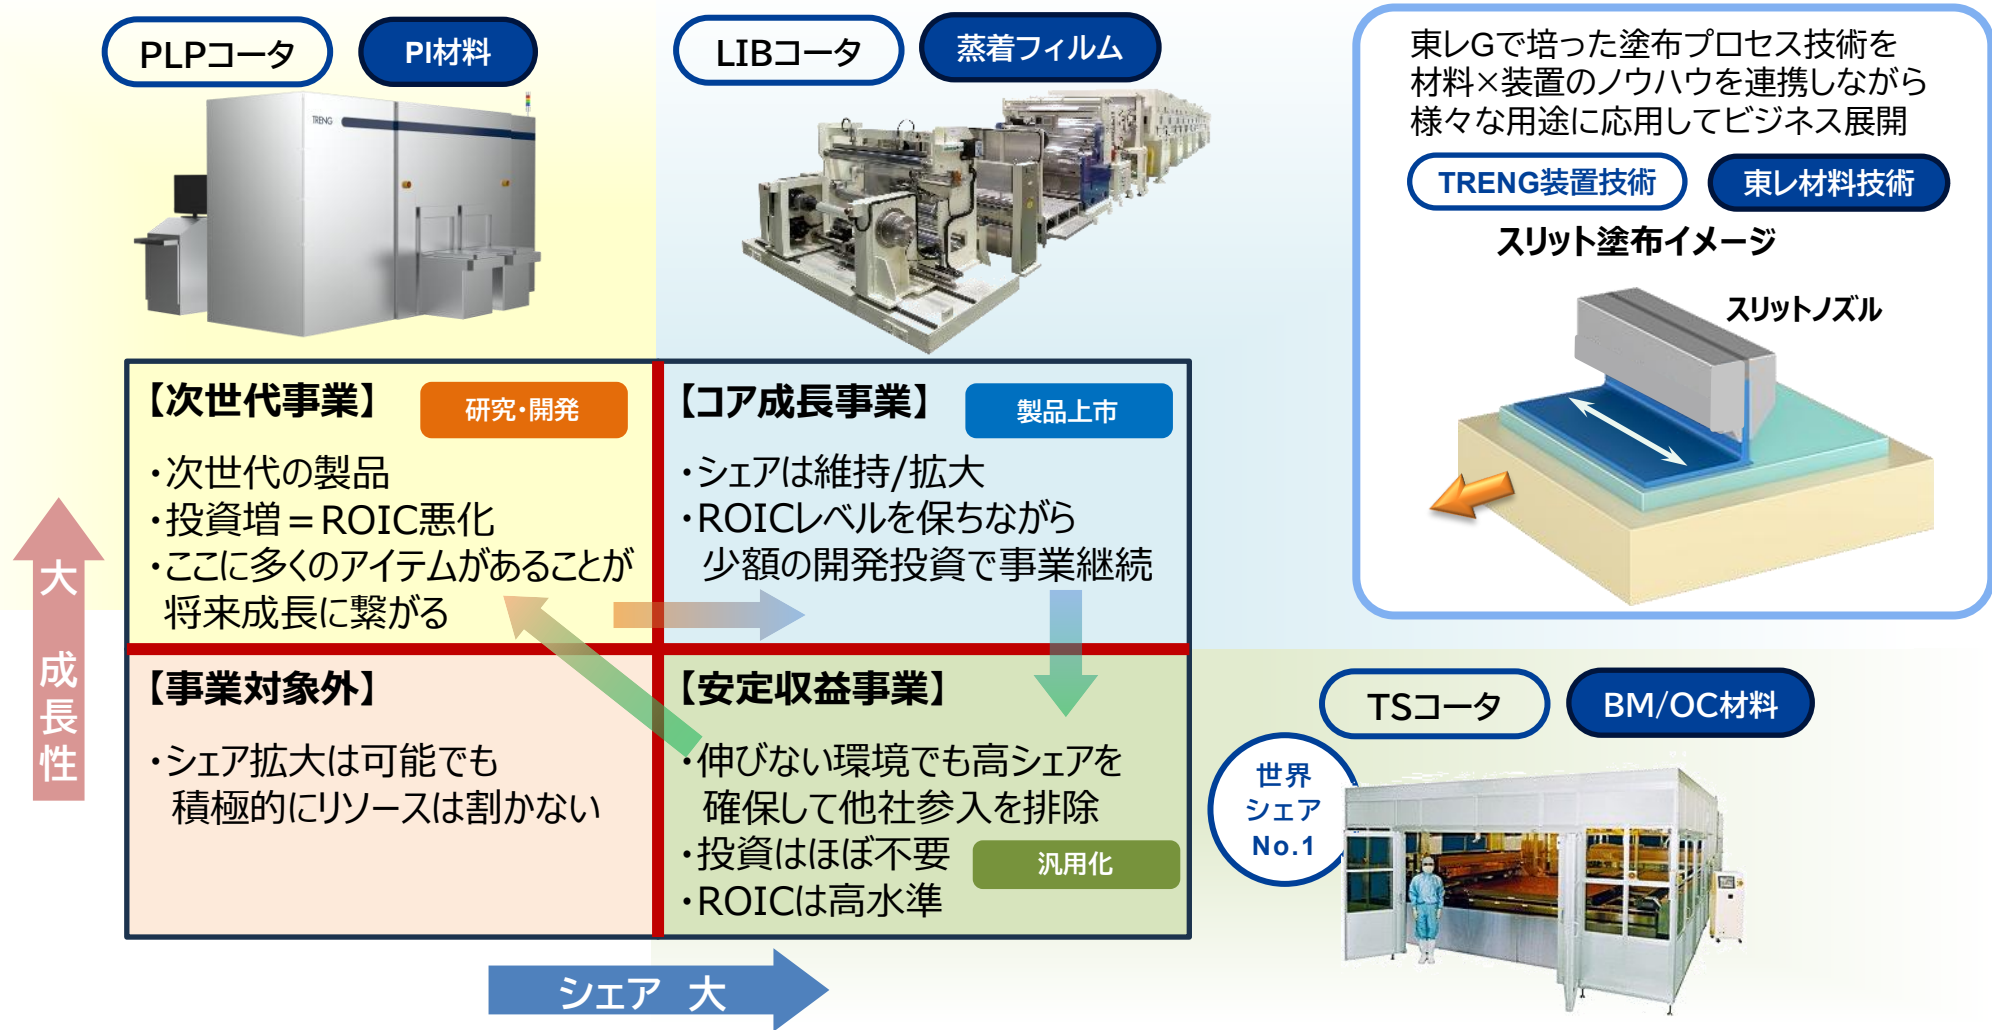 PLPコータ
PI材料
LIBコータ
蒸着フィルム
TRENG
東レGで培った塗布プロセス技術を
材料×装置のノウハウを連携しながら
様々な用途に応用してビジネス展開
TRENG装置技術
東レ材料技術
スリット塗布イメージ
スリットノズル
【次世代事業】
研究・開発
・次世代の製品
・投資増＝ROIC悪化
・ここに多くのアイテムがあることが
将来成長に繋がる
【コア成長事業】
製品上市
・シェアは維持/拡大
・ROICレベルを保ちながら
少額の開発投資で事業継続
大 成長性
【事業対象外】
・シェア拡大は可能でも
積極的にリソースは割かない
【安定収益事業】
・伸びない環境でも高シェアを
確保して他社参入を排除
・投資はほぼ不要
汎用化
・ROICは高水準
シェア 大
TSコータ
BM/OC材料
世界
シェア
No.1